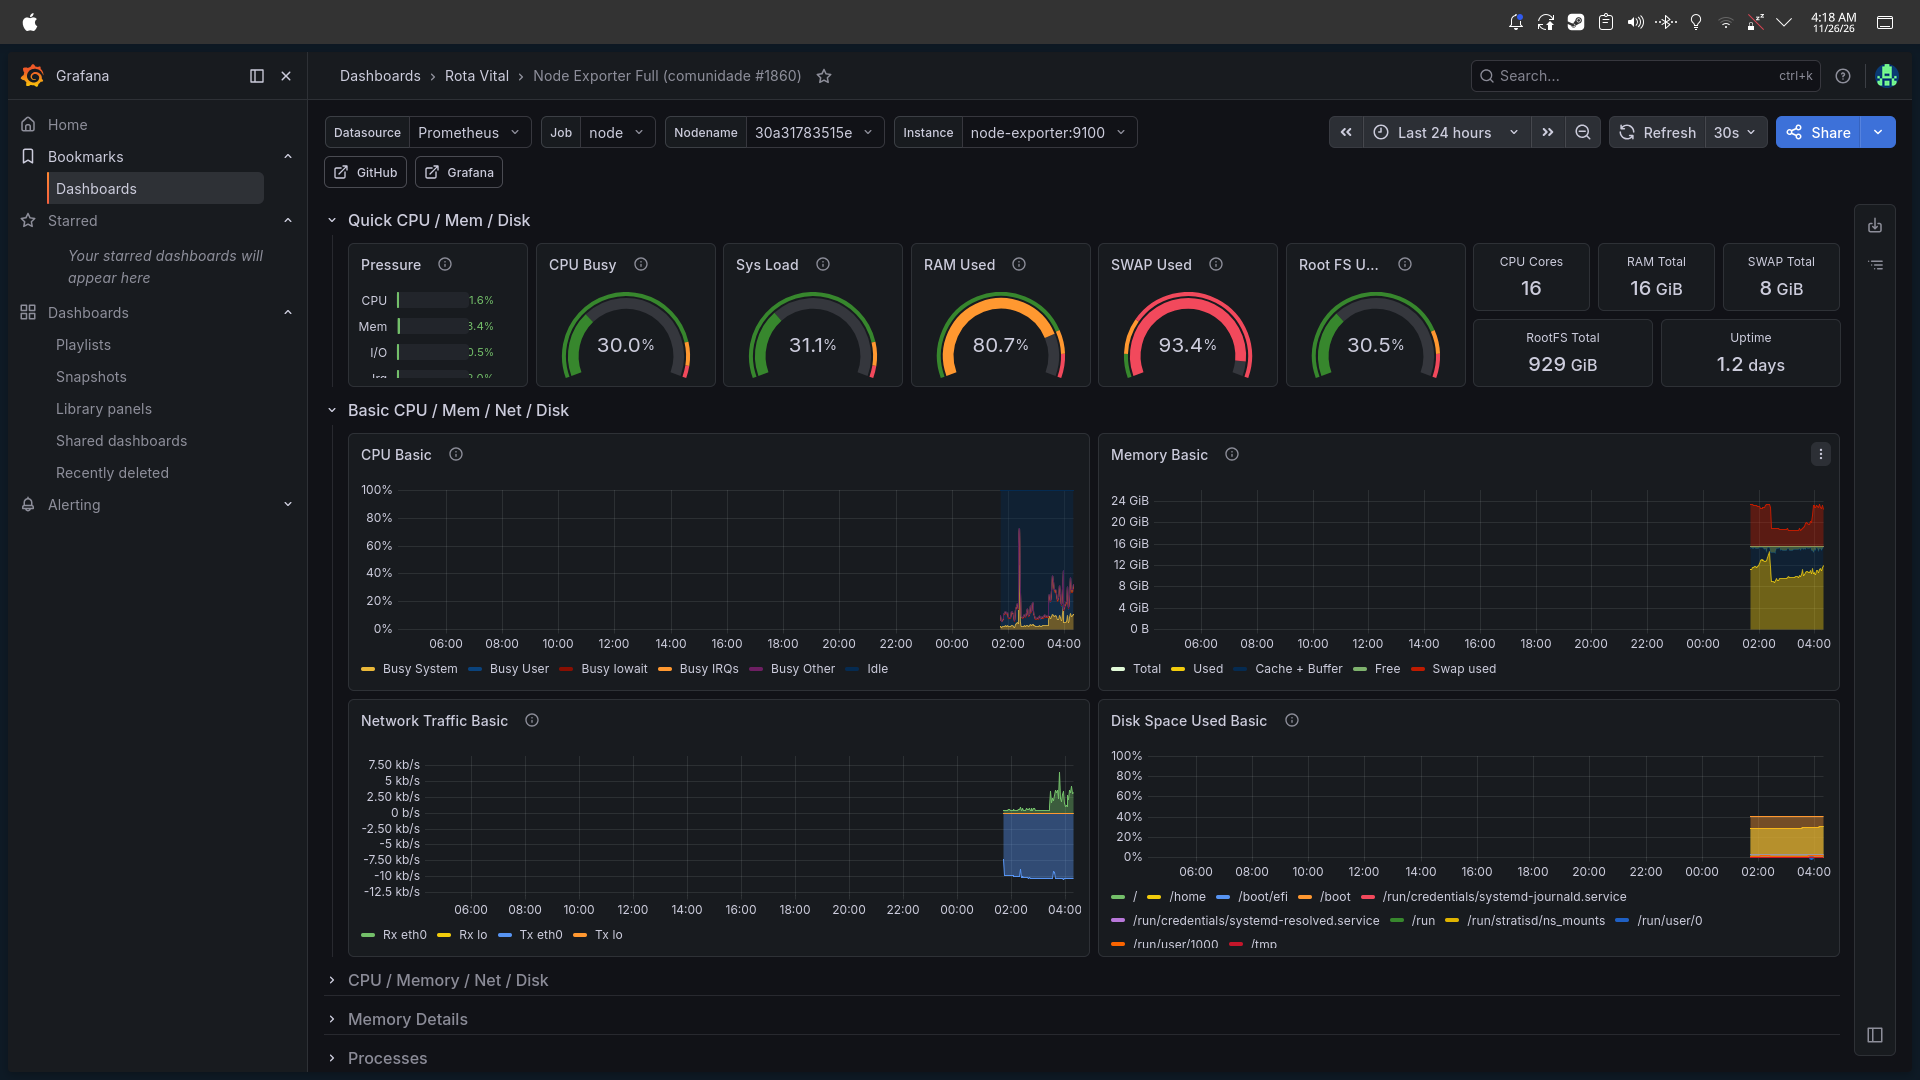 4:18 AM
11/26/26
Grafana
Dashboards › Rota Vital › Node Exporter Full (comunidade #1860)
Search...
ctrl+k
Home
Bookmarks
Dashboards
Starred
Your starred dashboards will
appear here
Dashboards
Playlists
Snapshots
Library panels
Shared dashboards
Recently deleted
Alerting
Datasource Prometheus
Job node
Nodename 30a31783515e
Instance node-exporter:9100
Last 24 hours
Refresh 30s
Share
GitHub
Grafana
Quick CPU / Mem / Disk
Pressure
CPU 1.6%
Mem 3.4%
I/O 0.5%
Irq
CPU Busy
30.0%
Sys Load
31.1%
RAM Used
80.7%
SWAP Used
93.4%
Root FS U...
30.5%
CPU Cores
16
RAM Total
16 GiB
SWAP Total
8 GiB
RootFS Total
929 GiB
Uptime
1.2 days
Basic CPU / Mem / Net / Disk
CPU Basic
100%
80%
60%
40%
20%
0%
06:00 08:00 10:00 12:00 14:00 16:00 18:00 20:00 22:00 00:00 02:00 04:00
Busy System Busy User Busy Iowait Busy IRQs Busy Other Idle
Memory Basic
24 GiB
20 GiB
16 GiB
12 GiB
8 GiB
4 GiB
0 B
06:00 08:00 10:00 12:00 14:00 16:00 18:00 20:00 22:00 00:00 02:00 04:00
Total Used Cache + Buffer Free Swap used
Network Traffic Basic
7.50 kb/s
5 kb/s
2.50 kb/s
0 b/s
-2.50 kb/s
-5 kb/s
-7.50 kb/s
-10 kb/s
-12.5 kb/s
06:00 08:00 10:00 12:00 14:00 16:00 18:00 20:00 22:00 00:00 02:00 04:00
Rx eth0 Rx lo Tx eth0 Tx lo
Disk Space Used Basic
100%
80%
60%
40%
20%
0%
06:00 08:00 10:00 12:00 14:00 16:00 18:00 20:00 22:00 00:00 02:00 04:00
/ /home /boot/efi /boot /run/credentials/systemd-journald.service
/run/credentials/systemd-resolved.service /run /run/stratisd/ns_mounts /run/user/0
/run/user/1000 /tmp
CPU / Memory / Net / Disk
Memory Details
Processes